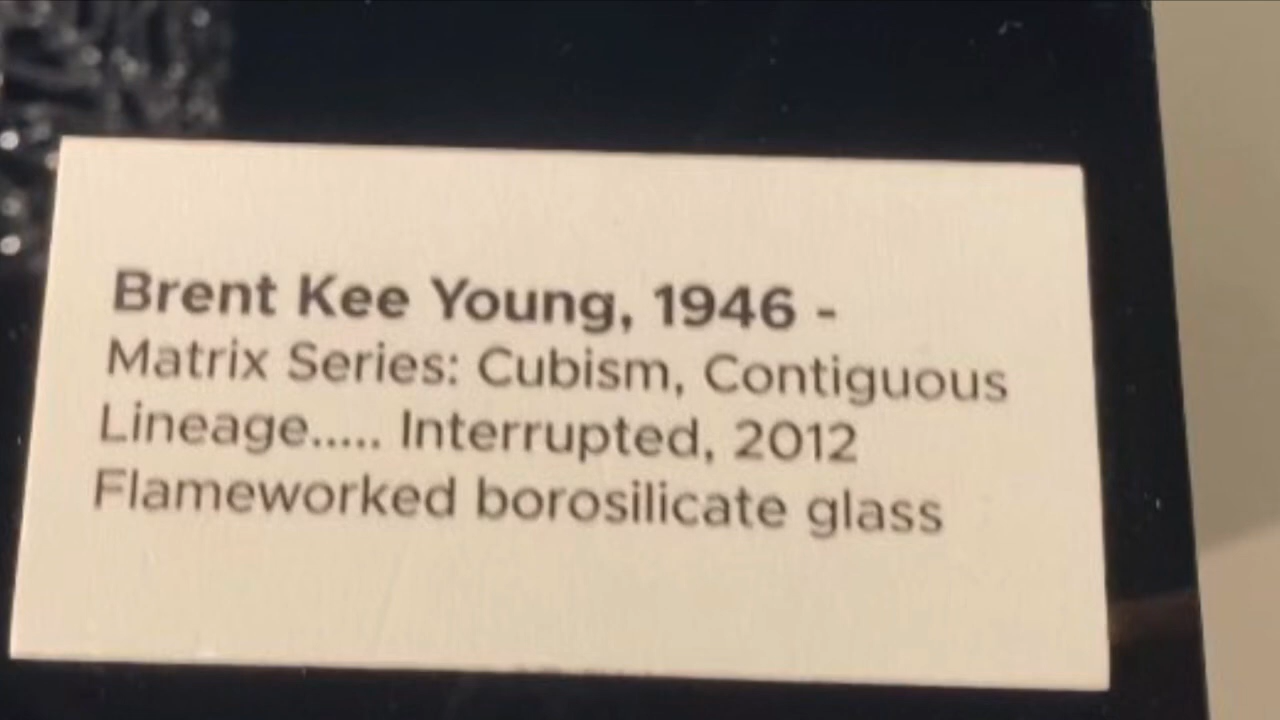 Brent Kee Young, 1946 -
Matrix Series: Cubism, Contiguous
Lineage..... Interrupted, 2012
Flameworked borosilicate glass